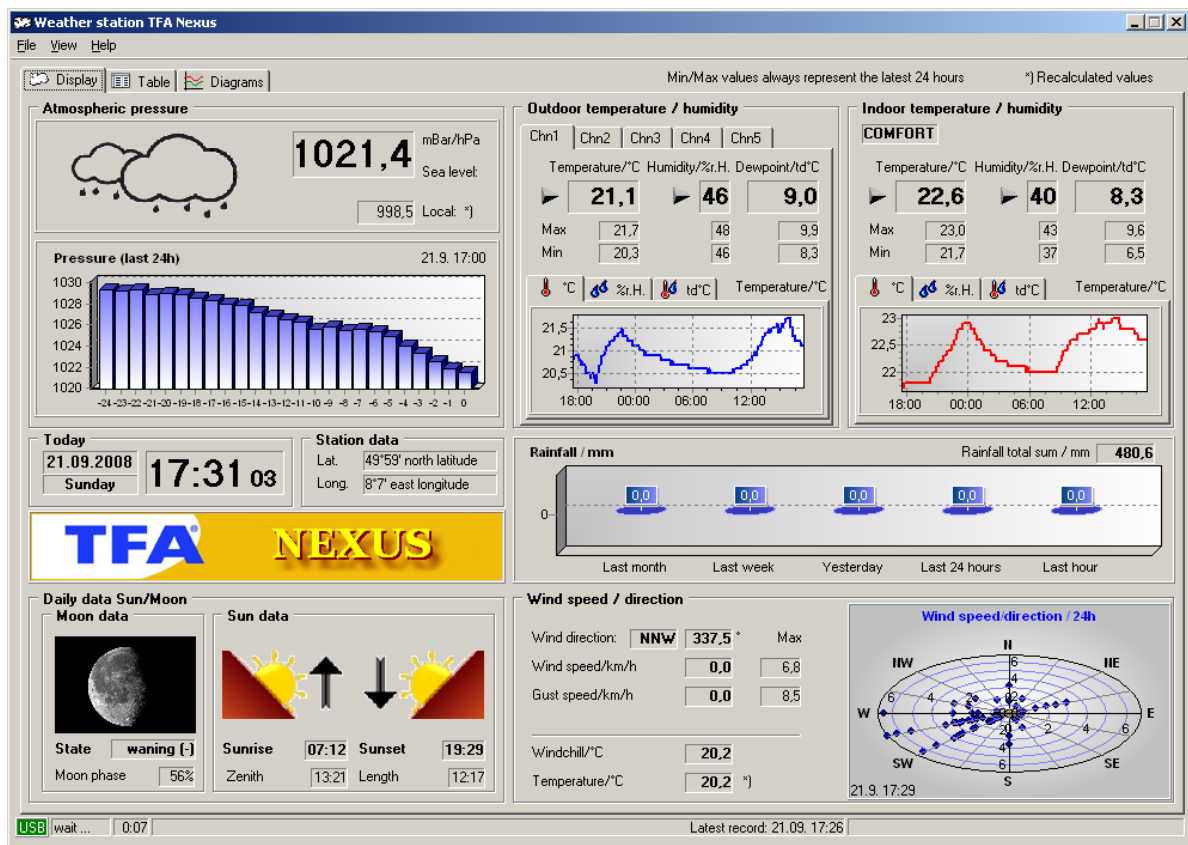 Weather station TFA Nexus
File View Help
Display Table Diagrams
Min/Max values always represent the latest 24 hours *) Recalculated values
Atmospheric pressure
1021,4 mBar/hPa
Sea level:
998,5 Local: *)
Pressure (last 24h) 21.9. 17:00
1030
1028
1026
1024
1022
1020
-24 -23 -22 -21 -20 -19 -18 -17 -16 -15 -14 -13 -12 -11 -10 -9 -8 -7 -6 -5 -4 -3 -2 -1 0
Outdoor temperature / humidity
Chn1 Chn2 Chn3 Chn4 Chn5
Temperature/°C Humidity/%r.H. Dewpoint/td°C
21,1 46 9,0
Max 21,7 48 9,9
Min 20,3 46 8,3
°C %r.H. td°C Temperature/°C
21,5
21
20,5
18:00 00:00 06:00 12:00
Indoor temperature / humidity
COMFORT
Temperature/°C Humidity/%r.H. Dewpoint/td°C
22,6 40 8,3
Max 23,0 43 9,6
Min 21,7 37 6,5
°C %r.H. td°C Temperature/°C
23
22,5
22
18:00 00:00 06:00 12:00
Today
21.09.2008
Sunday
17:31 03
Station data
Lat. 49°59' north latitude
Long. 8°7' east longitude
Rainfall / mm Rainfall total sum / mm 480,6
0,0 0,0 0,0 0,0 0,0
0
Last month Last week Yesterday Last 24 hours Last hour
TFA® NEXUS
Daily data Sun/Moon
Moon data
State waning (-)
Moon phase 56%
Sun data
Sunrise 07:12 Sunset 19:29
Zenith 13:21 Length 12:17
Wind speed / direction
Wind direction: NNW 337,5 ° Max
Wind speed/km/h 0,0 6,8
Gust speed/km/h 0,0 8,5
Windchill/°C 20,2
Temperature/°C 20,2 *)
Wind speed/direction / 24h
N
NW NE
W E
SW SE
S
6 4 2
6 4
2 4 6
2 4 6
21.9. 17:29
USB wait ... 0:07 Latest record: 21.09. 17:26